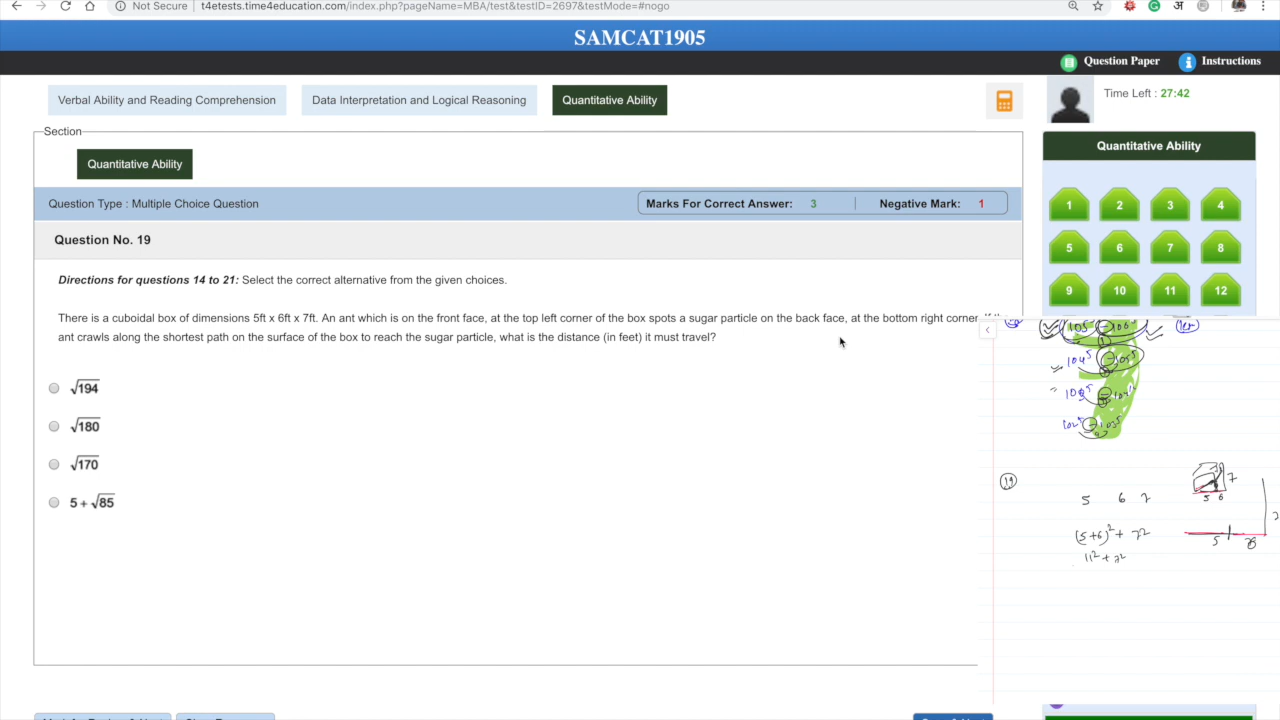 Not Secure | t4etests.time4education.com/index.php?pageName=MBA/test&testID=2697&testMode=#nogo
SAMCAT1905
Question Paper
Instructions
Verbal Ability and Reading Comprehension
Data Interpretation and Logical Reasoning
Quantitative Ability
Time Left : 27:42
Section
Quantitative Ability
Quantitative Ability
Question Type : Multiple Choice Question
Marks For Correct Answer: 3 | Negative Mark: 1
1 2 3 4
5 6 7 8
9 10 11 12
Question No. 19
Directions for questions 14 to 21: Select the correct alternative from the given choices.
There is a cuboidal box of dimensions 5ft x 6ft x 7ft. An ant which is on the front face, at the top left corner of the box spots a sugar particle on the back face, at the bottom right corner.
ant crawls along the shortest path on the surface of the box to reach the sugar particle, what is the distance (in feet) it must travel?
√194
√180
√170
5 + √85
19
5 6 7
(5+6)² + 7²
11² + 7²
7
5 6
5